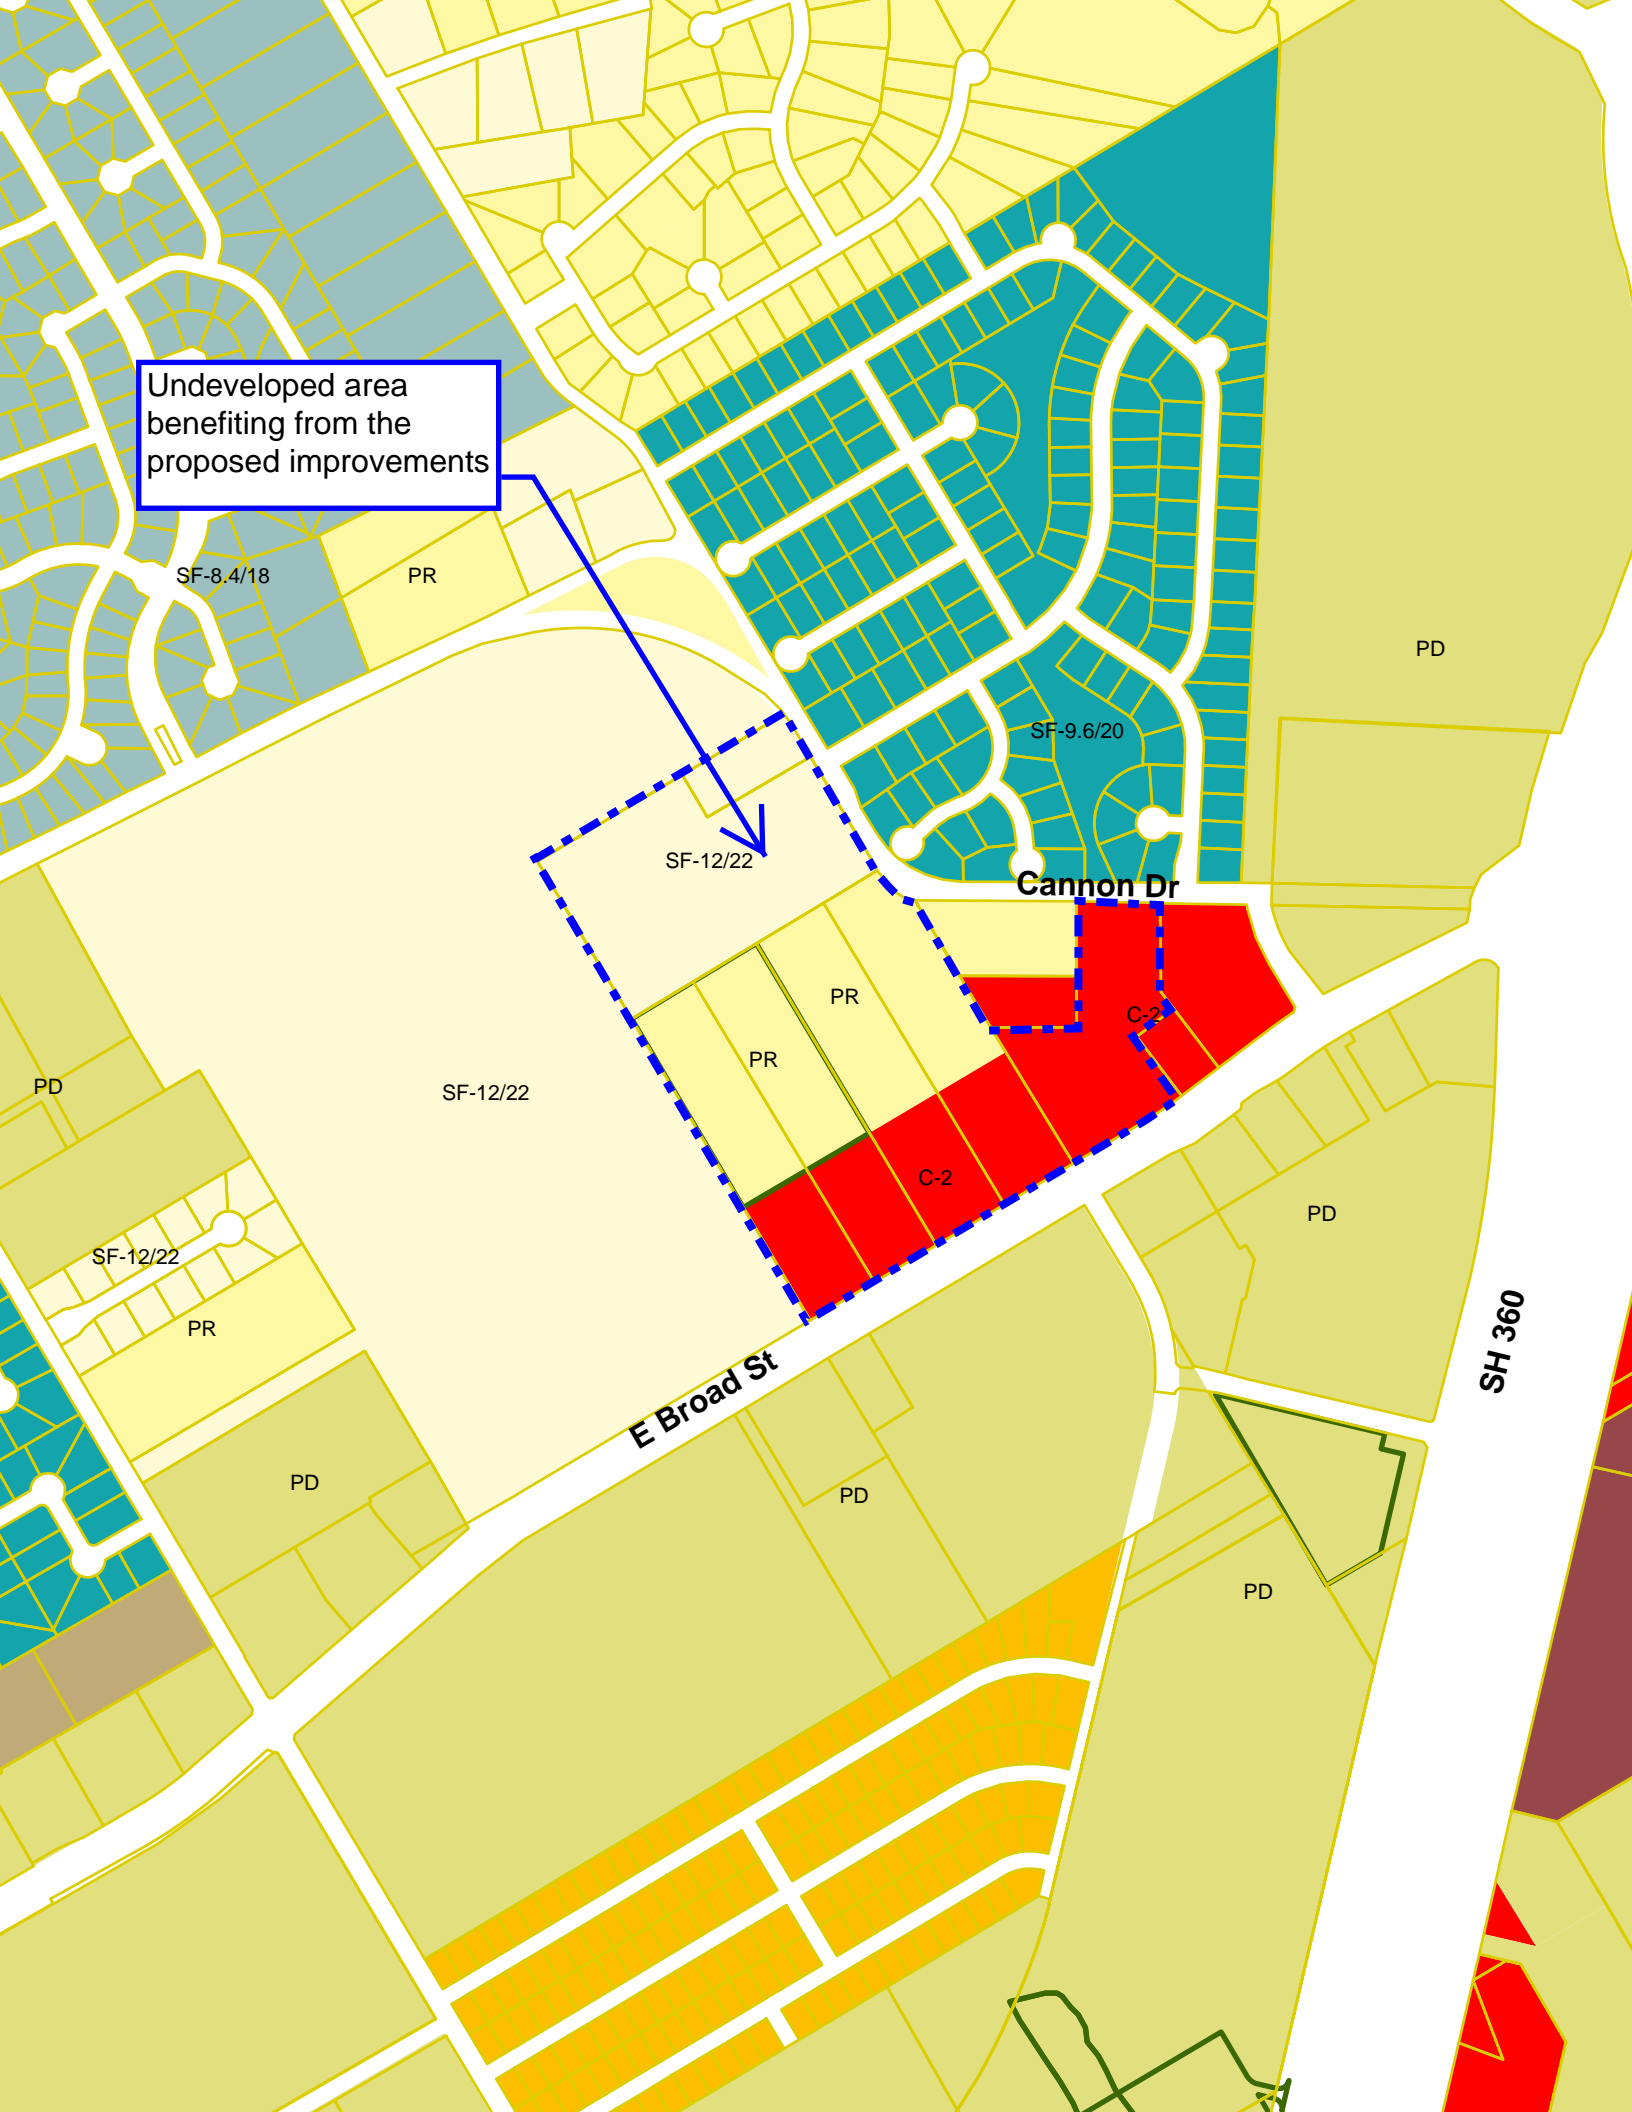 Undeveloped area
benefiting from the
proposed improvements
SF-8.4/18
PR
PD
SF-9.6/20
SF-12/22
Cannon Dr
PR
C-2
PR
PD
SF-12/22
C-2
PD
SF-12/22
PR
SH 360
E Broad St
PD
PD
PD